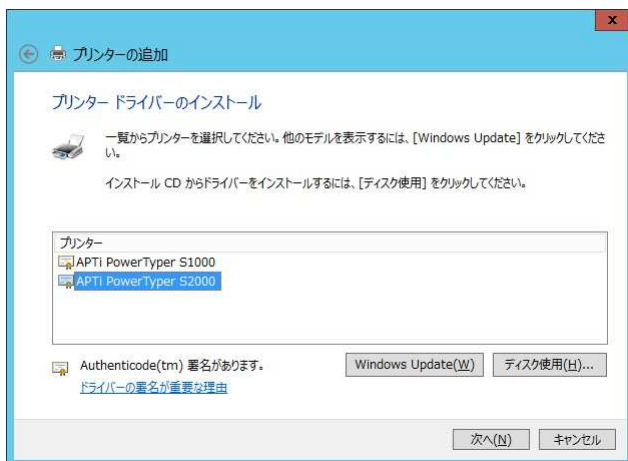 x
プリンターの追加
プリンター ドライバーのインストール
一覧からプリンターを選択してください。他のモデルを表示するには、[Windows Update] をクリックしてくださ
い。
インストール CD からドライバーをインストールするには、[ディスク使用] をクリックしてください。
プリンター
APTi PowerTyper S1000
APTi PowerTyper S2000
Authenticode(tm) 署名があります。
Windows Update(W) ディスク使用(H)...
ドライバーの署名が重要な理由
次へ(N) キャンセル